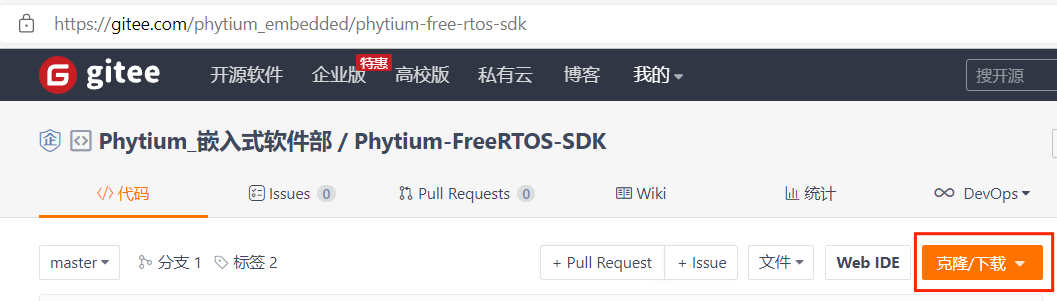 https://gitee.com/phytium_embedded/phytium-free-rtos-sdk
G gitee 开源软件 企业版 特惠 高校版 私有云 博客 我的 搜开源
企 Phytium_嵌入式软件部 / Phytium-FreeRTOS-SDK
代码 Issues 0 Pull Requests 0 Wiki 统计 DevOps
master 分支 1 标签 2 + Pull Request + Issue 文件 Web IDE 克隆/下载